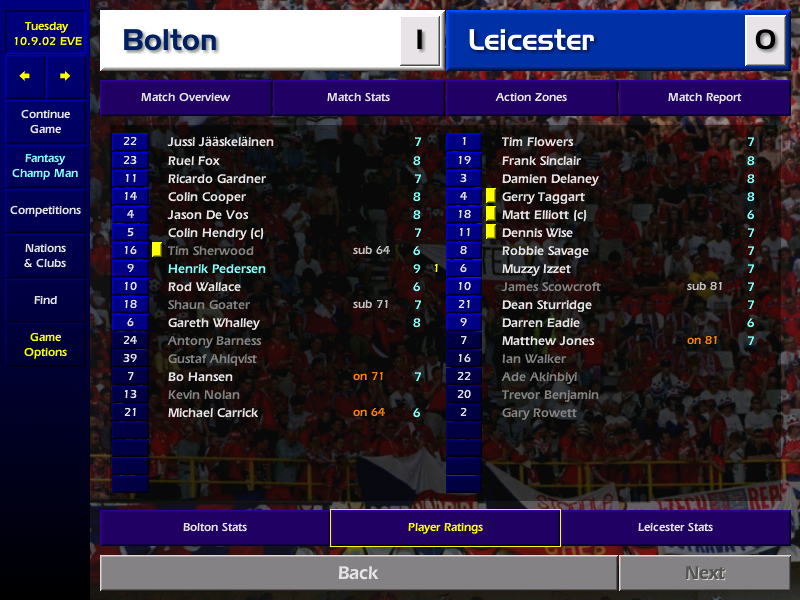 Tuesday
10.9.02 EVE
Continue
Game
Fantasy
Champ Man
Competitions
Nations
& Clubs
Find
Game
Options
Bolton 1 Leicester 0
Match Overview Match Stats Action Zones Match Report
22 Jussi Jääskeläinen 7
23 Ruel Fox 8
11 Ricardo Gardner 7
14 Colin Cooper 8
4 Jason De Vos 8
5 Colin Hendry (c) 7
16 Tim Sherwood sub 64 6
9 Henrik Pedersen 9 1
10 Rod Wallace 6
18 Shaun Goater sub 71 7
6 Gareth Whalley 8
24 Antony Barness
39 Gustaf Ahlqvist
7 Bo Hansen on 71 7
13 Kevin Nolan
21 Michael Carrick on 64 6
1 Tim Flowers 7
19 Frank Sinclair 8
3 Damien Delaney 8
4 Gerry Taggart 8
18 Matt Elliott (c) 6
11 Dennis Wise 7
8 Robbie Savage 7
6 Muzzy Izzet 7
10 James Scowcroft sub 81 7
21 Dean Sturridge 7
9 Darren Eadie 6
7 Matthew Jones on 81 7
16 Ian Walker
22 Ade Akinbiyi
20 Trevor Benjamin
2 Gary Rowett
Bolton Stats Player Ratings Leicester Stats
Back Next